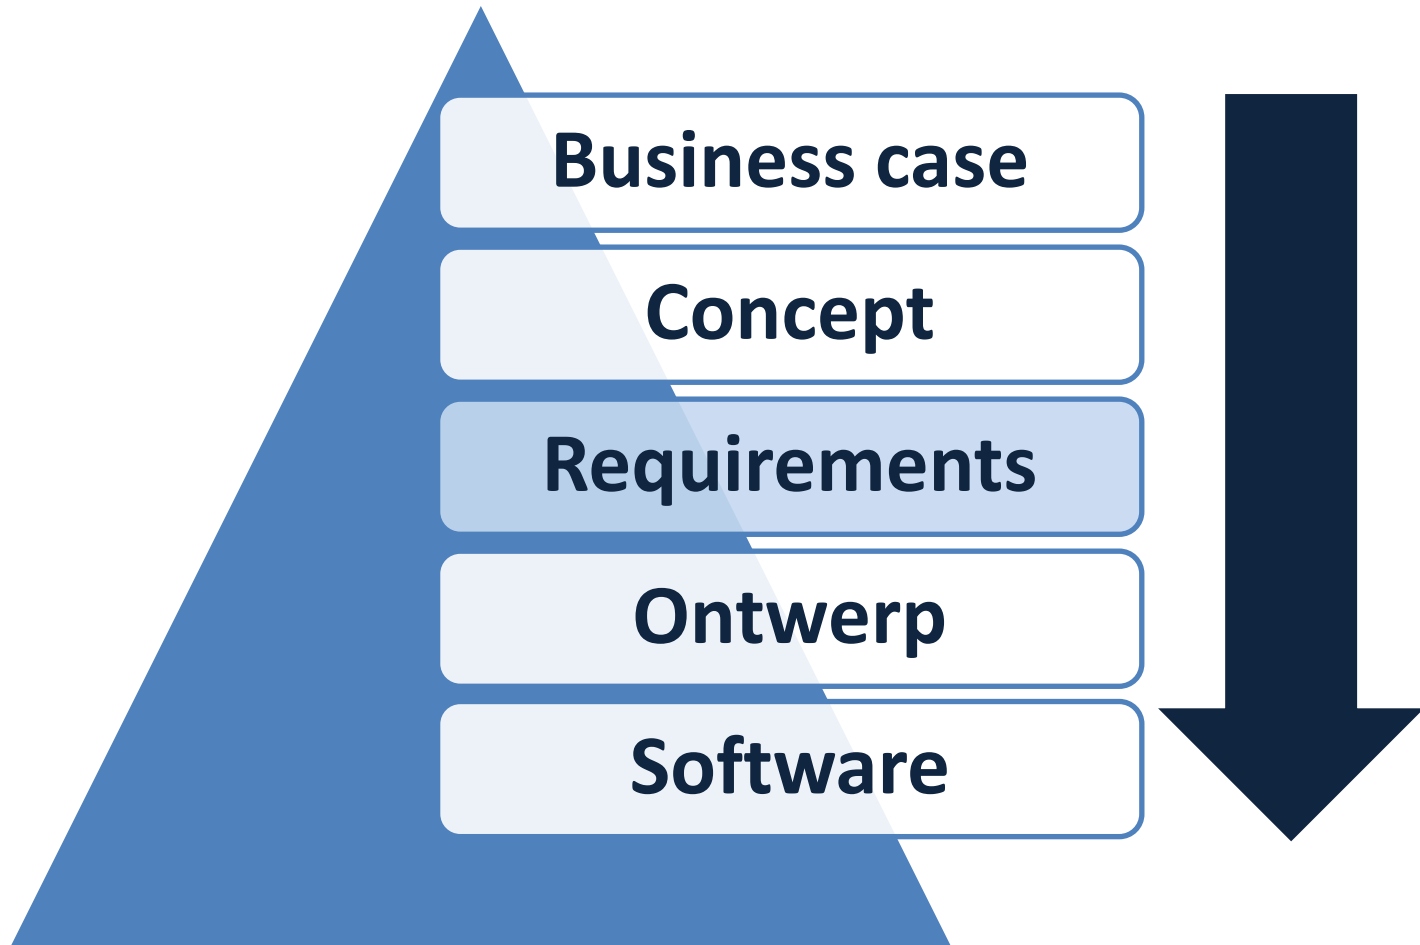 Business case
Concept
Requirements
Ontwerp
Software